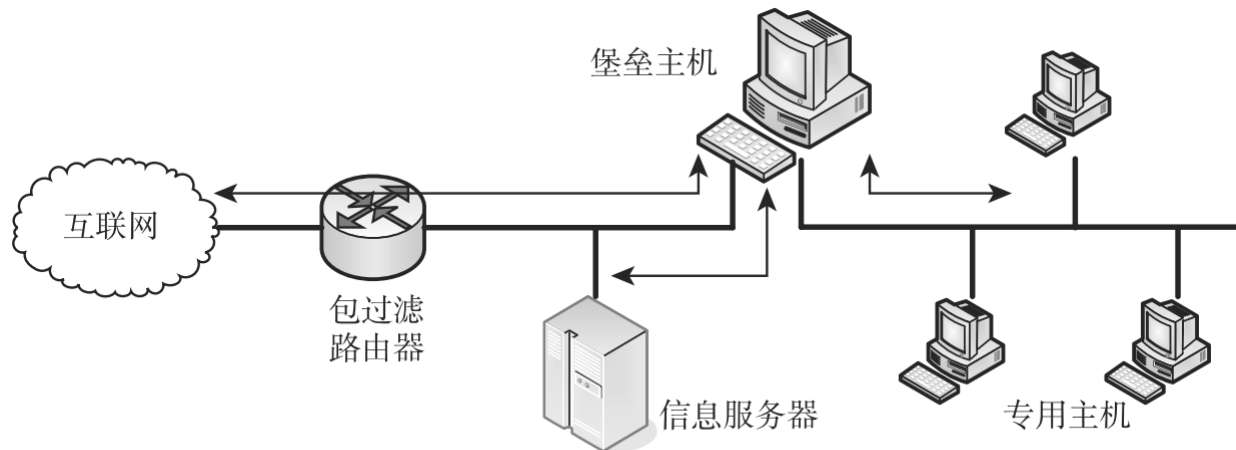 堡垒主机
互联网
包过滤
路由器
信息服务器
专用主机